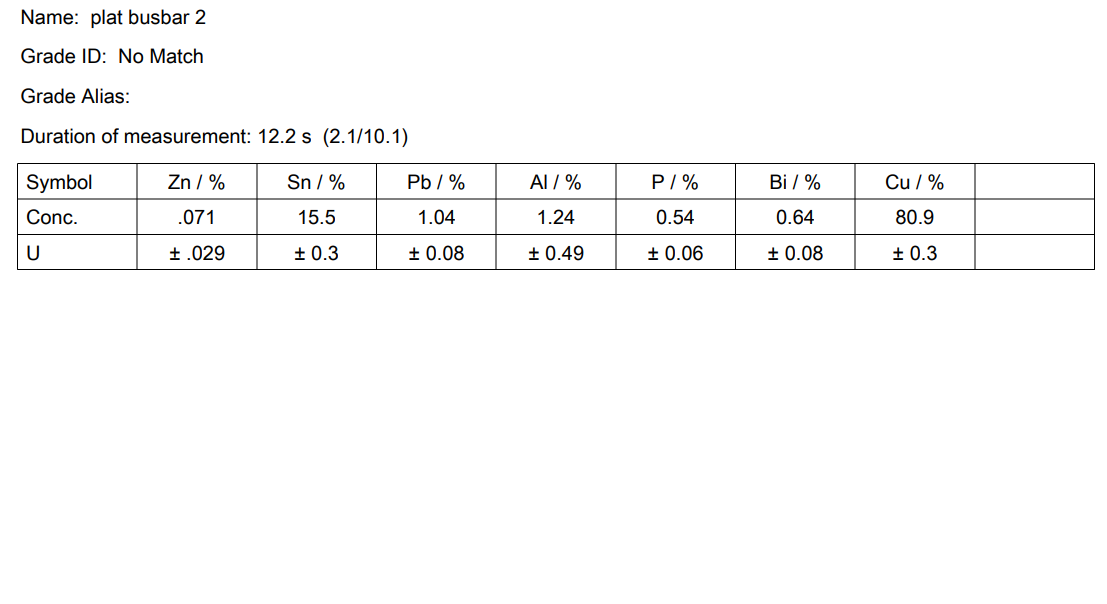 Name:  plat busbar 2
Grade ID:  No Match
Grade Alias:
Duration of measurement: 12.2 s  (2.1/10.1)
Symbol Zn / % Sn / % Pb / % Al / % P / % Bi / % Cu / %
Conc. .071 15.5 1.04 1.24 0.54 0.64 80.9
U ± .029 ± 0.3 ± 0.08 ± 0.49 ± 0.06 ± 0.08 ± 0.3